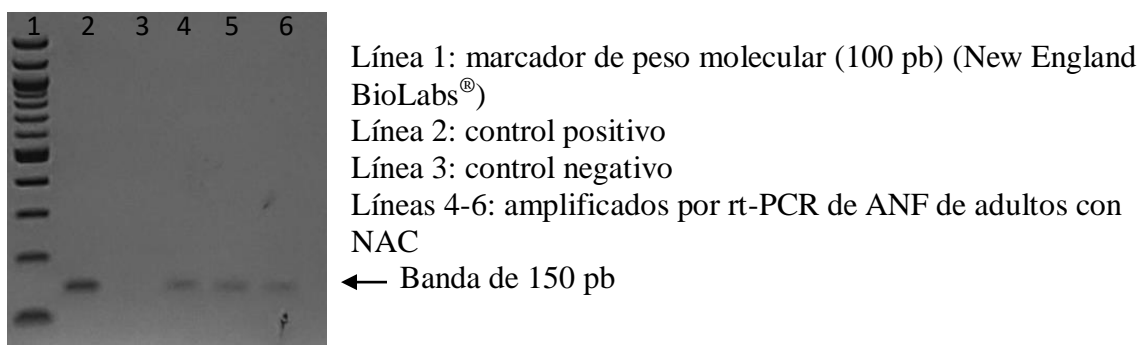 1 2 3 4 5 6
Línea 1: marcador de peso molecular (100 pb) (New England
BioLabs®)
Línea 2: control positivo
Línea 3: control negativo
Líneas 4-6: amplificados por rt-PCR de ANF de adultos con
NAC
Banda de 150 pb